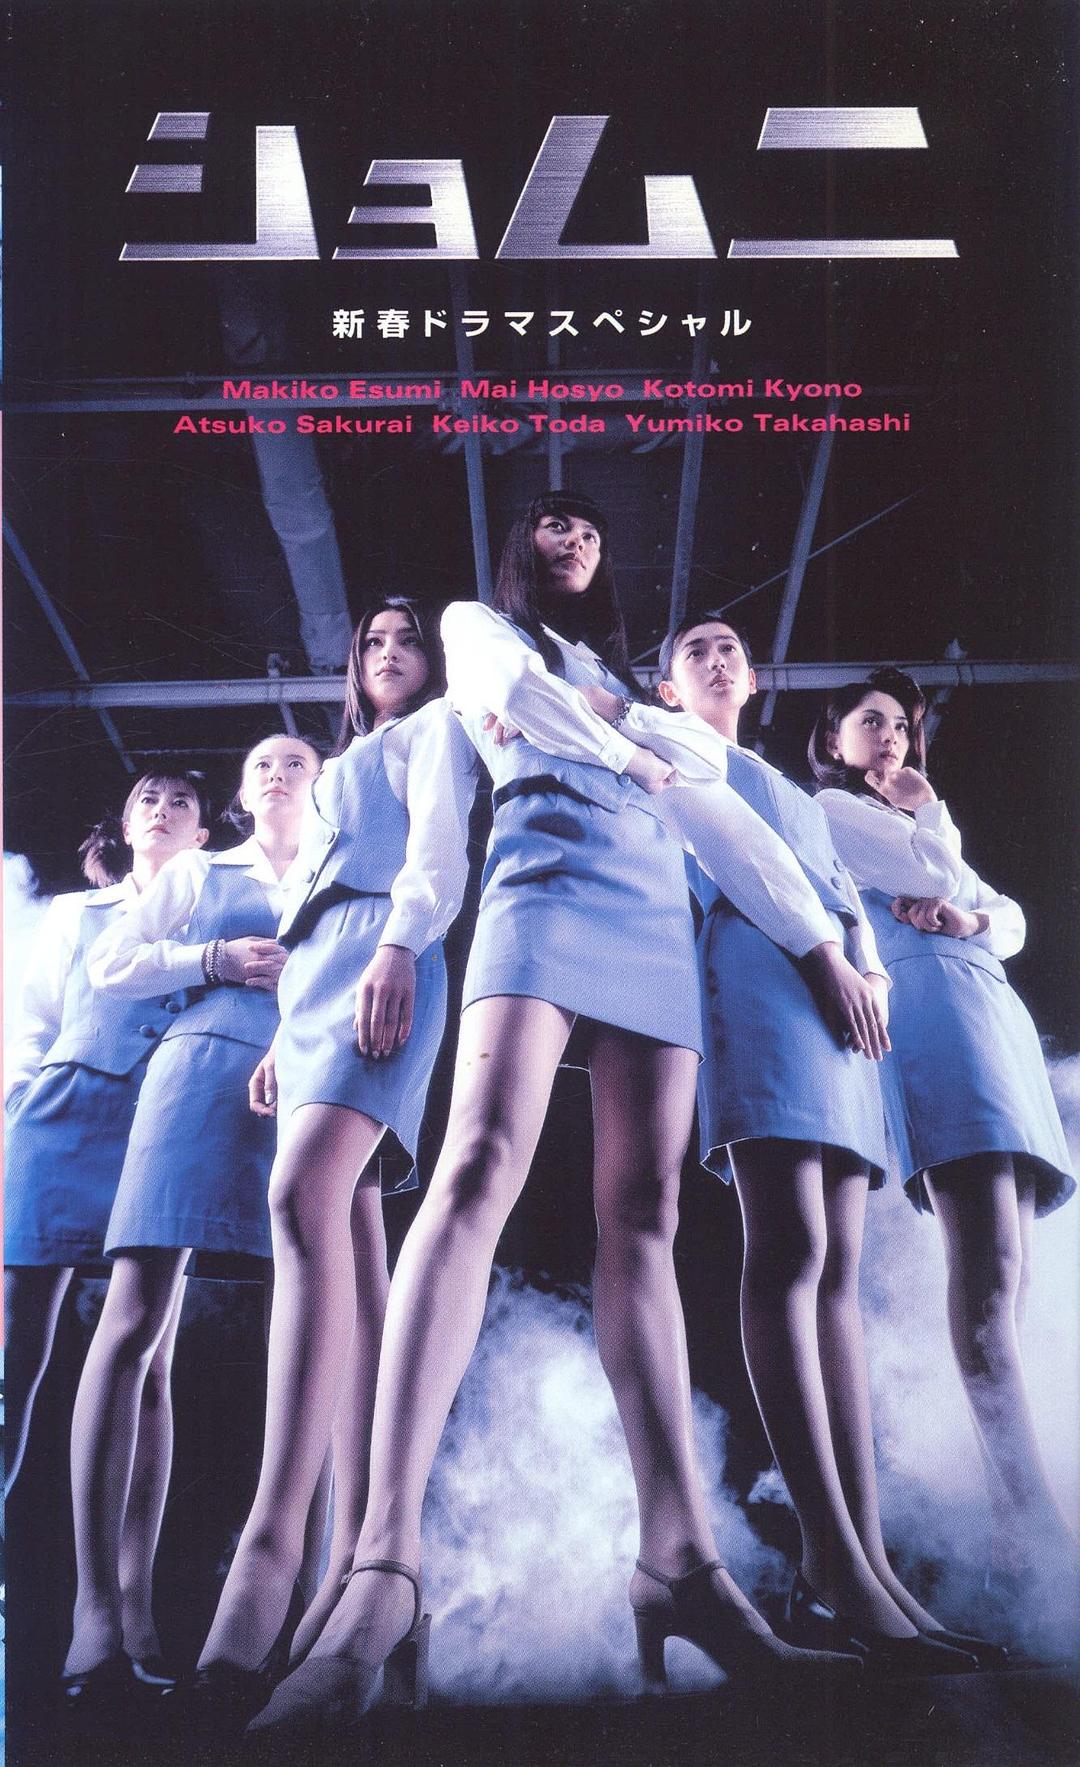 ショムニ
新春ドラマスペシャル
Makiko Esumi Mai Hosyo Kotomi Kyono
Atsuko Sakurai Keiko Toda Yumiko Takahashi